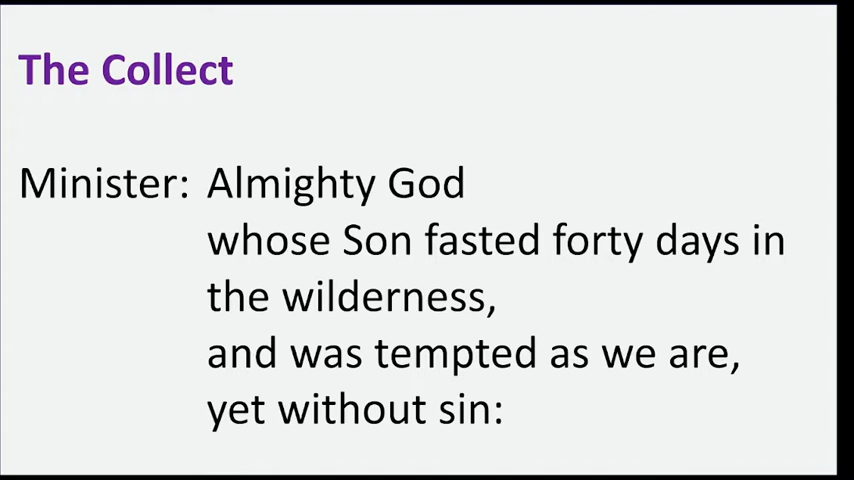 The Collect
Minister: Almighty God
whose Son fasted forty days in
the wilderness,
and was tempted as we are,
yet without sin: